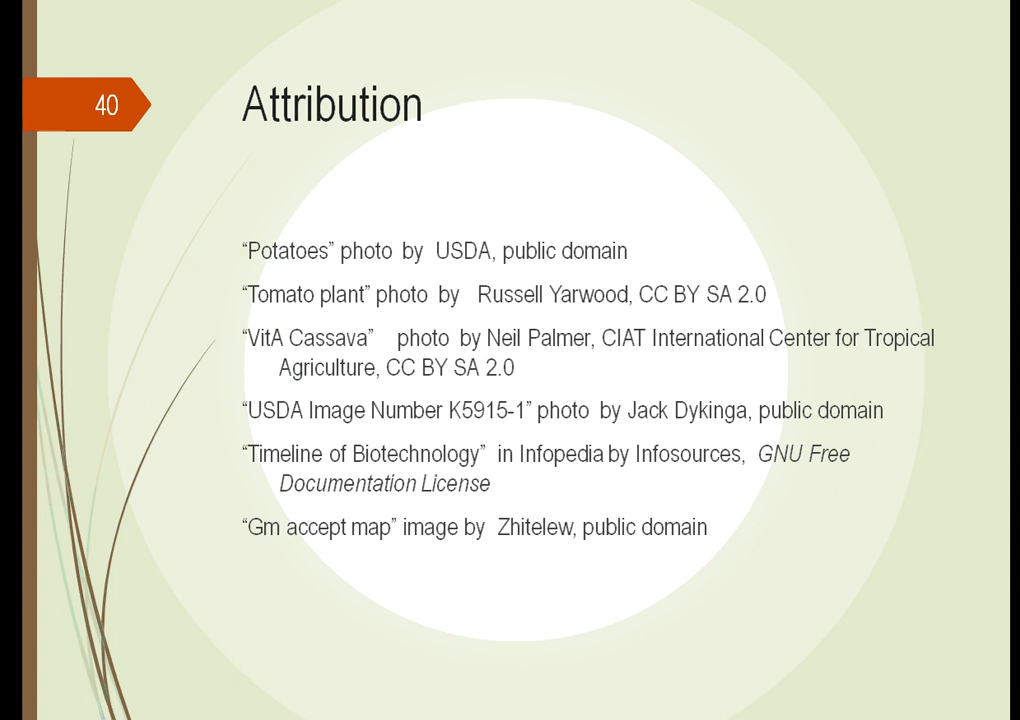 40
Attribution
“Potatoes” photo by USDA, public domain
“Tomato plant” photo by Russell Yarwood, CC BY SA 2.0
“VitA Cassava” photo by Neil Palmer, CIAT International Center for Tropical
Agriculture, CC BY SA 2.0
“USDA Image Number K5915-1” photo by Jack Dykinga, public domain
“Timeline of Biotechnology” in Infopedia by Infosources, GNU Free
Documentation License
“Gm accept map” image by Zhitelew, public domain